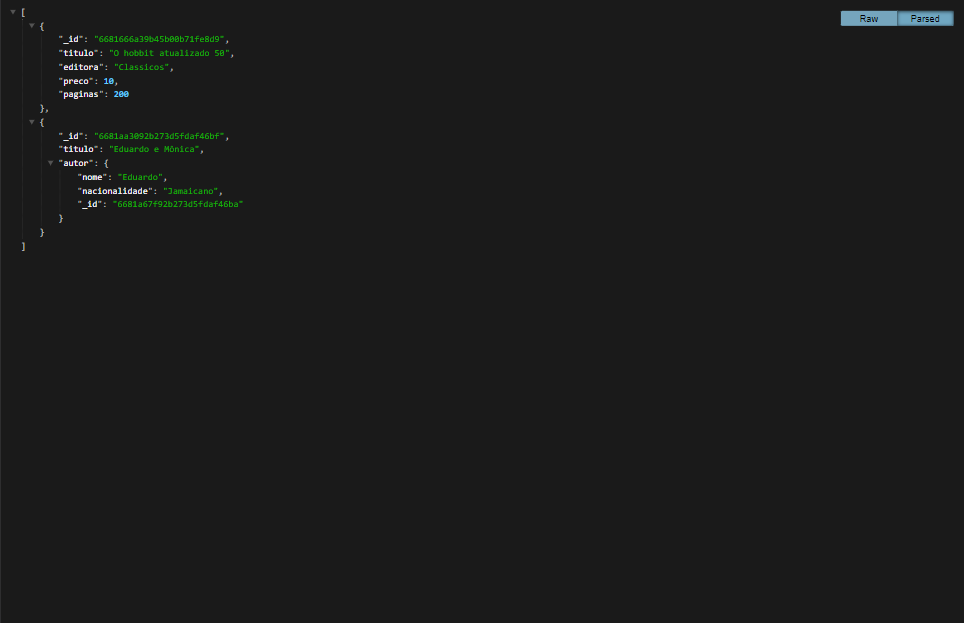 Raw
Parsed
[
{
"_id": "6681666a39b45b00b71fe8d9",
"titulo": "O hobbit atualizado 50",
"editora": "Classicos",
"preco": 10,
"paginas": 200
},
{
"_id": "6681aa3092b273d5fdaf46bf",
"titulo": "Eduardo e Mônica",
"autor": {
"nome": "Eduardo",
"nacionalidade": "Jamaicano",
"_id": "6681a67f92b273d5fdaf46ba"
}
}
]